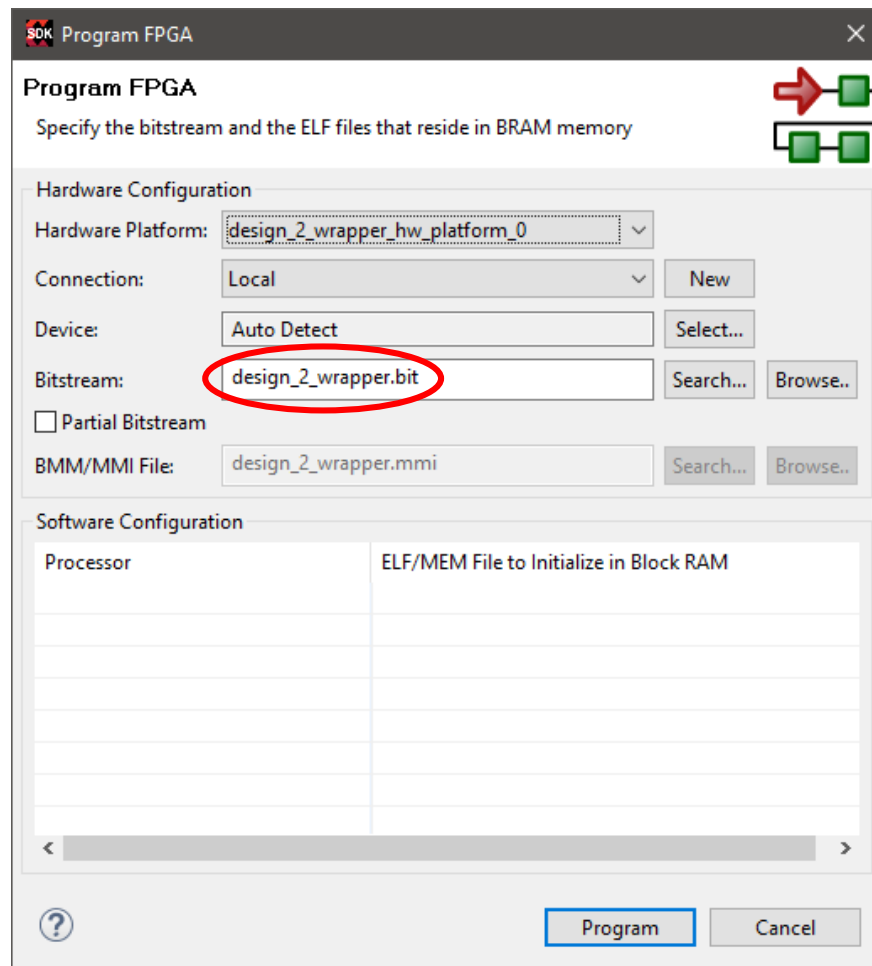 SDK Program FPGA
Program FPGA
Specify the bitstream and the ELF files that reside in BRAM memory
Hardware Configuration
Hardware Platform: design_2_wrapper_hw_platform_0
Connection: Local New
Device: Auto Detect Select...
Bitstream: design_2_wrapper.bit Search... Browse..
Partial Bitstream
BMM/MMI File: design_2_wrapper.mmi Search... Browse..
Software Configuration
Processor ELF/MEM File to Initialize in Block RAM
? Program Cancel